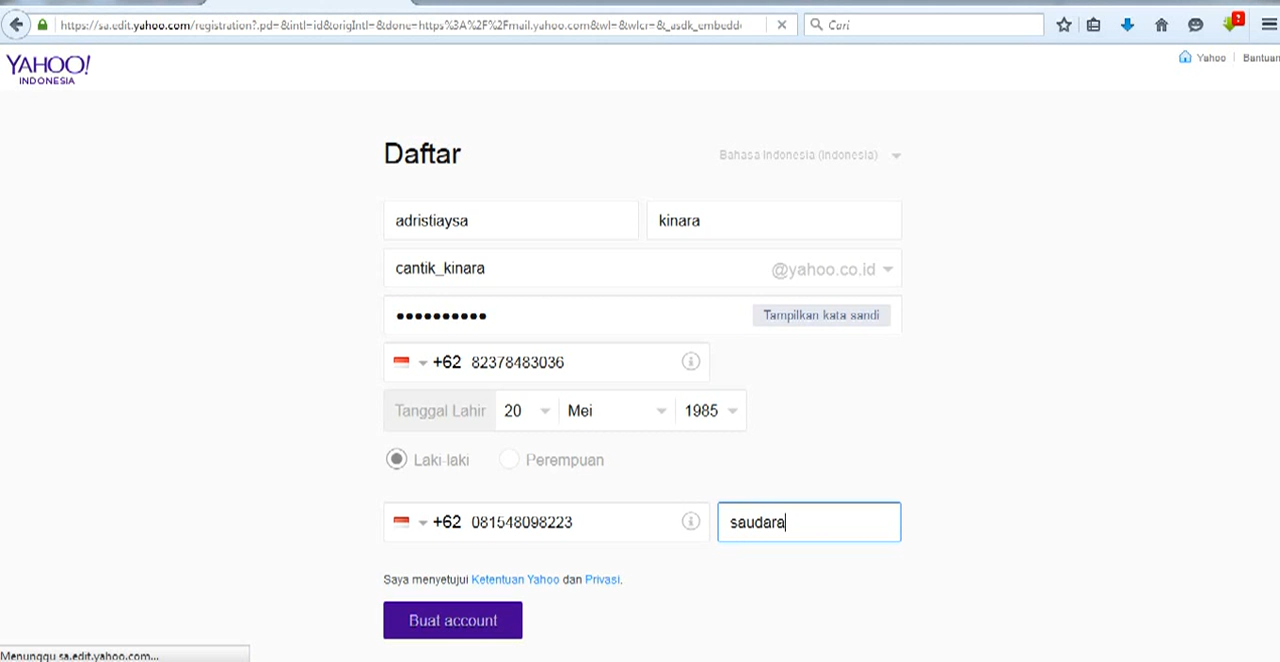 https://sa.edit.yahoo.com/registration?.pd=&intl=id&origIntl=&done=https%3A%2F%2Fmail.yahoo.com&wl=&wlcr=&_asdk_embedd Cari
YAHOO!
INDONESIA
Yahoo Bantuan
Daftar
Bahasa Indonesia (Indonesia)
adristiaysa kinara
cantik_kinara @yahoo.co.id
Tampilkan kata sandi
+62 82378483036
Tanggal Lahir 20 Mei 1985
Laki-laki Perempuan
+62 081548098223 saudara
Saya menyetujui Ketentuan Yahoo dan Privasi.
Buat account
Menunggu sa.edit.yahoo.com...